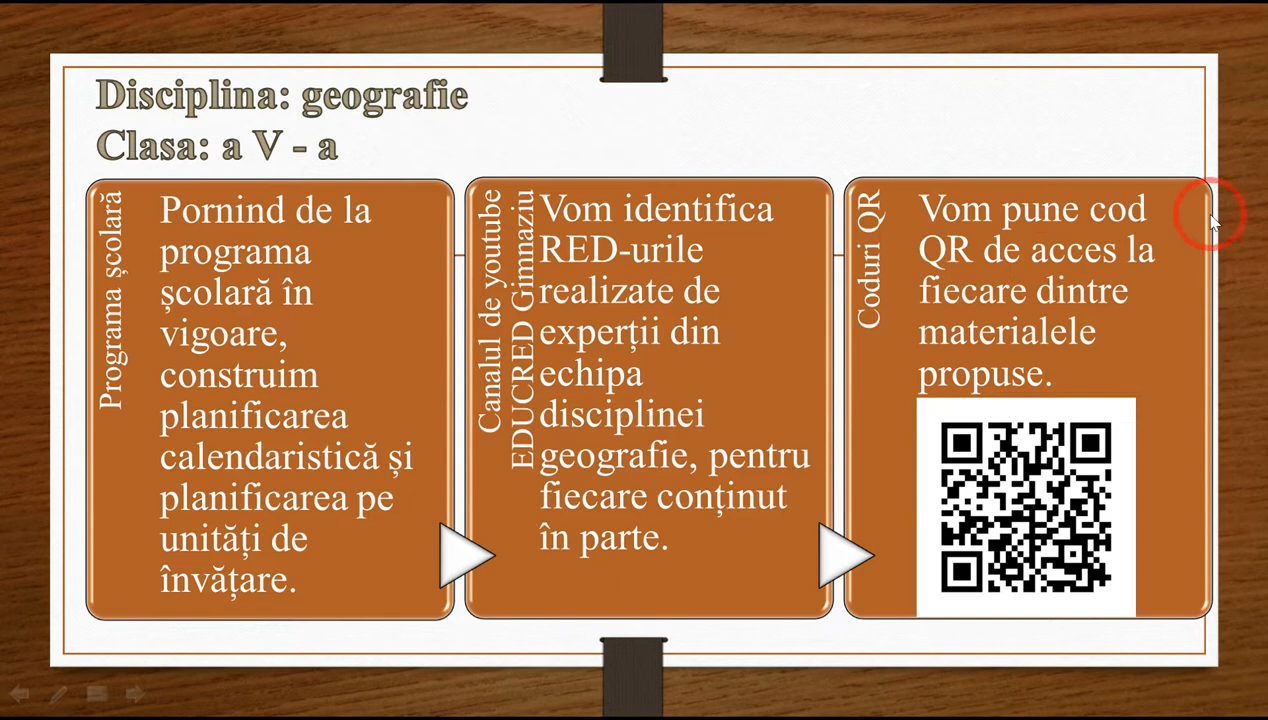 Disciplina: geografie
Clasa: a V - a
Programa școlară
Pornind de la
programa
școlară în
vigoare,
construim
planificarea
calendaristică și
planificarea pe
unități de
învățare.
Canalul de youtube
EDUCRED Gimnaziu
Vom identifica
RED-urile
realizate de
experții din
echipa
disciplinei
geografie, pentru
fiecare conținut
în parte.
Coduri QR
Vom pune cod
QR de acces la
fiecare dintre
materialele
propuse.